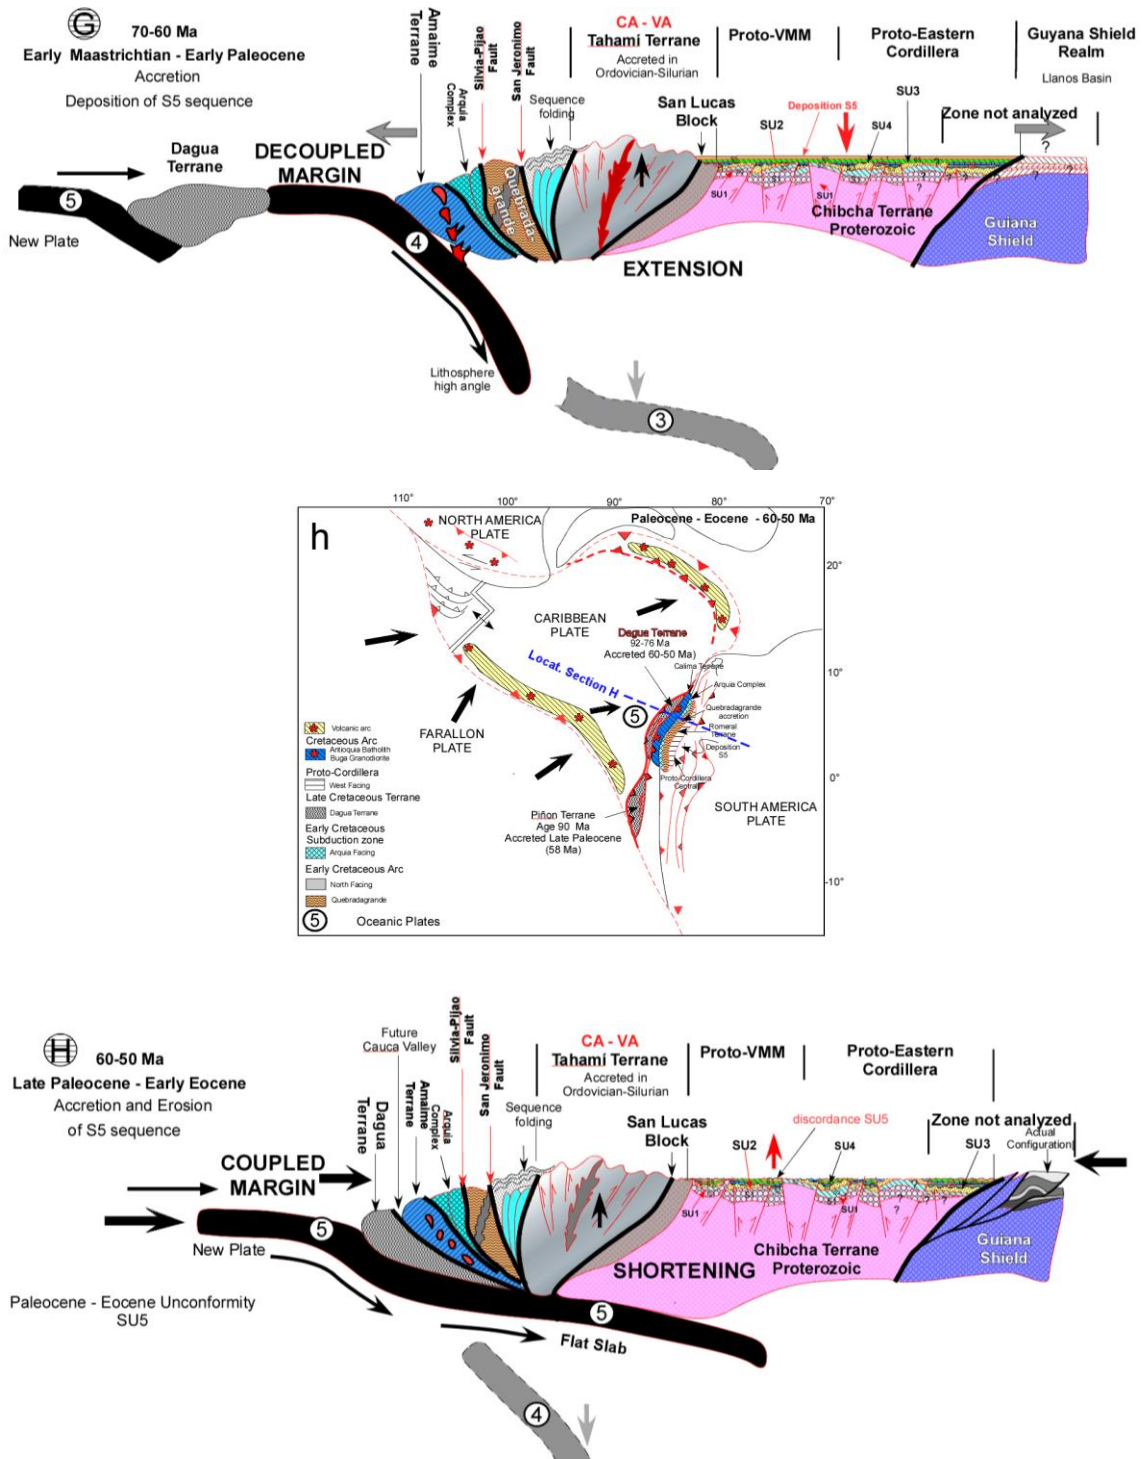 G
70-60 Ma
Early Maastrichtian - Early Paleocene
Accretion
Deposition of S5 sequence
Amaime
Terrane
Arquia
Complex
Silvia-Pijao
Fault
San Jeronimo
Fault
Sequence
folding
CA - VA
Tahamí Terrane
Accreted in
Ordovician-Silurian
San Lucas
Block
Proto-VMM
Proto-Eastern
Cordillera
Guyana Shield
Realm
Llanos Basin
Deposition S5
SU2
SU4
SU3
Zone not analyzed
?
Dagua
Terrane
DECOUPLED
MARGIN
5
New Plate
4
Quebrada-
grande
SU1
SU1
Chibcha Terrane
Proterozoic
Guiana
Shield
EXTENSION
Lithosphere
high angle
3
110°
100°
90°
80°
70°
h
NORTH AMERICA
PLATE
Paleocene - Eocene - 60-50 Ma
20°
CARIBBEAN
PLATE
Dagua Terrane
92-76 Ma
Accreted 60-50 Ma)
Calima Terrane
10°
Locat. Section H
Arquia Complex
5
Quebradagrande
accretion
Romeral
Terrane
Deposition
S5
FARALLON
PLATE
Proto-Cordillera
Central
0°
SOUTH AMERICA
PLATE
Piñon Terrane
Age 90 Ma
Accreted Late Paleocene
(58 Ma)
-10°
Volcanic arc
Cretaceous Arc
Antioquia Batholith
Buga Granodiorite
Proto-Cordillera
West Facing
Late Cretaceous Terrane
Dagua Terrane
Early Cretaceous
Subduction zone
Arquia Facing
Early Cretaceous Arc
North Facing
Quebradagrande
5 Oceanic Plates
H
60-50 Ma
Late Paleocene - Early Eocene
Accretion and Erosion
of S5 sequence
Future
Cauca Valley
Dagua
Terrane
Amaime
Terrane
Arquia
Complex
Silvia-Pijao
Fault
San Jeronimo
Fault
Sequence
folding
CA - VA
Tahamí Terrane
Accreted in
Ordovician-Silurian
San Lucas
Block
Proto-VMM
Proto-Eastern
Cordillera
discordance SU5
SU2
SU4
SU3
Zone not analyzed
Actual
Configuration
COUPLED
MARGIN
5
New Plate
SU1
SU1
Chibcha Terrane
Proterozoic
Guiana
Shield
SHORTENING
5
Paleocene - Eocene Unconformity
SU5
Flat Slab
4